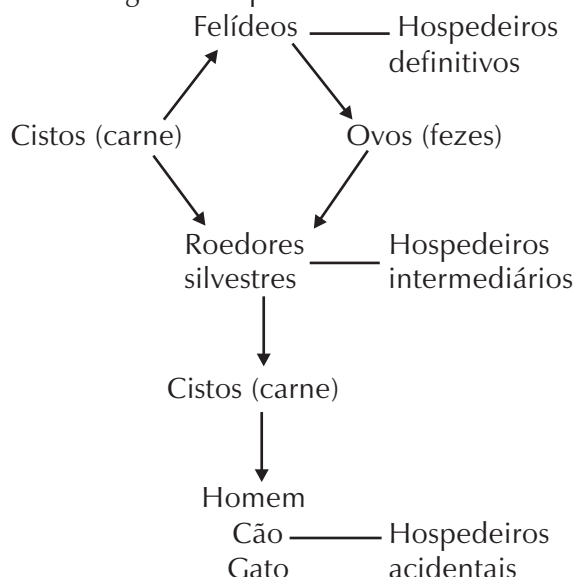 Felídeos Hospedeiros
definitivos
Cistos (carne) Ovos (fezes)
Roedores Hospedeiros
silvestres intermediários
Cistos (carne)
Homem
Cão Hospedeiros
Gato acidentais